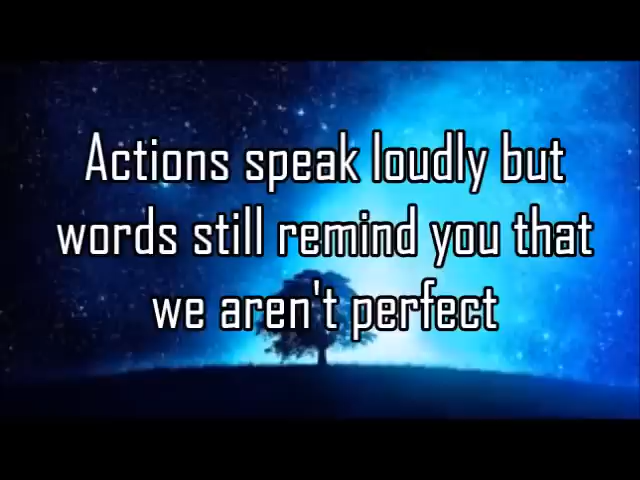 Actions speak loudly but
words still remind you that
we aren't perfect